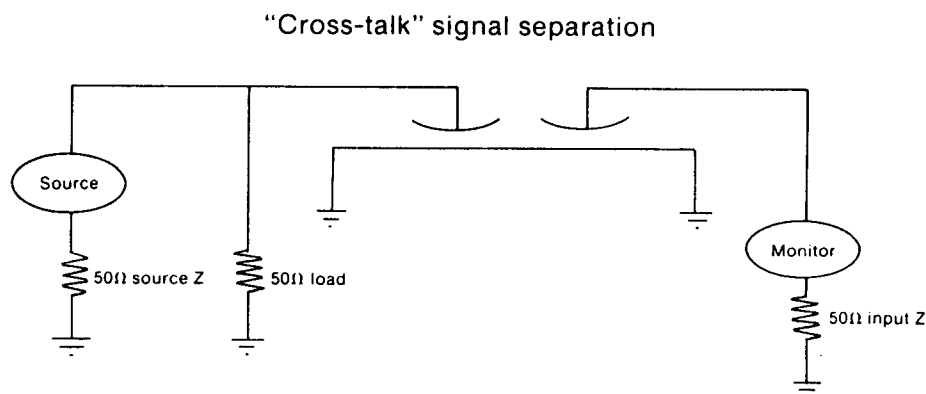 “Cross-talk” signal separation
Source
50Ω source Z
50Ω load
Monitor
50Ω input Z